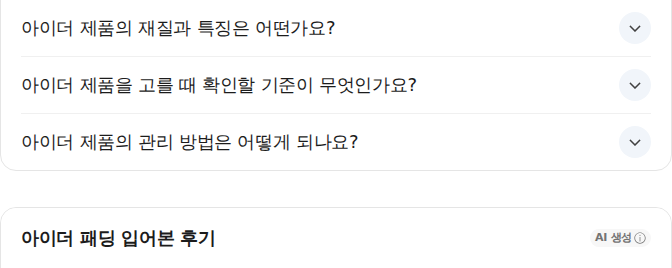 아이더 제품의 재질과 특징은 어떤가요?
아이더 제품을 고를 때 확인할 기준이 무엇인가요?
아이더 제품의 관리 방법은 어떻게 되나요?
아이더 패딩 입어본 후기
AI 생성